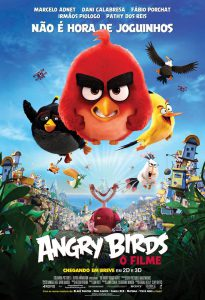 MARCELO ADNET DANI CALABRESA FÁBIO PORCHAT
IRMÃOS PIOLOGO PATHY DOS REIS
NÃO É HORA DE JOGUINHOS
ANGRY BIRDS
O FILME
CHEGANDO EM BREVE EM 2D E 3D